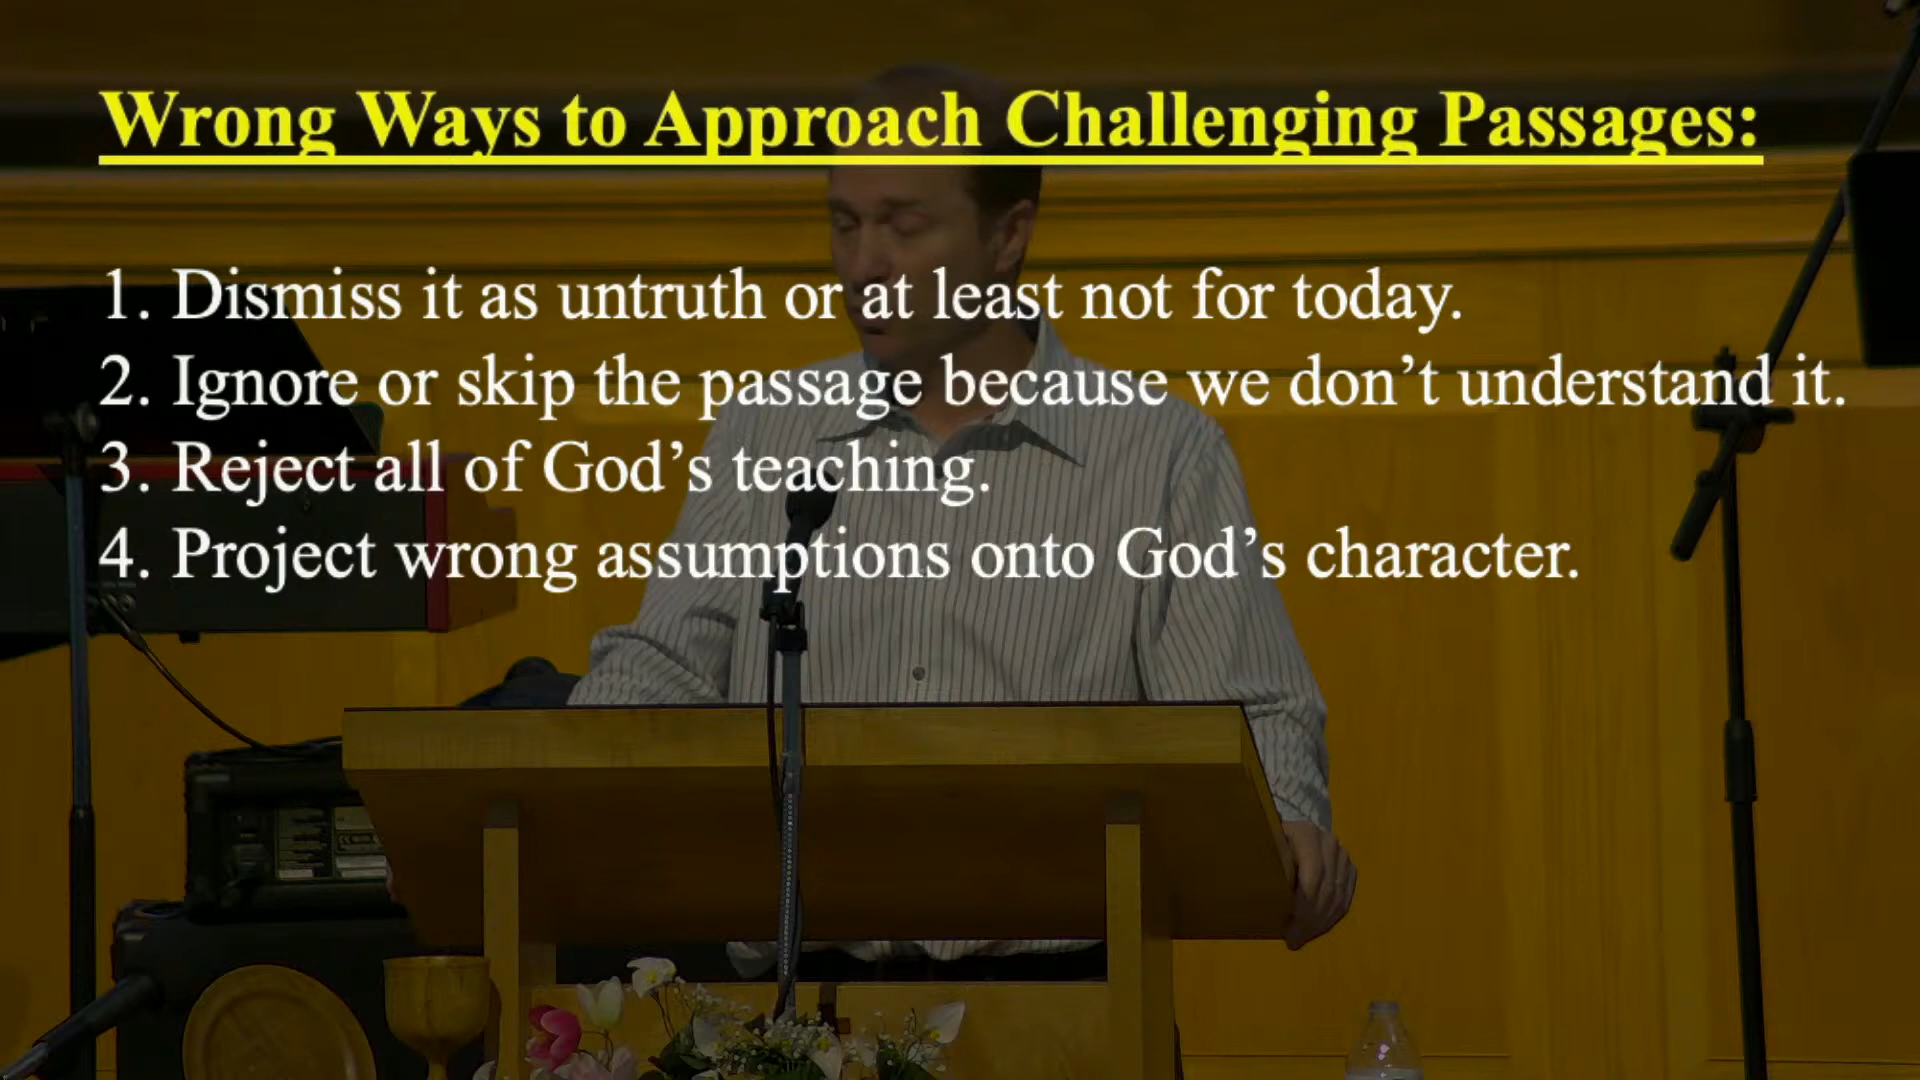 Wrong Ways to Approach Challenging Passages:
1. Dismiss it as untruth or at least not for today.
2. Ignore or skip the passage because we don’t understand it.
3. Reject all of God’s teaching.
4. Project wrong assumptions onto God’s character.